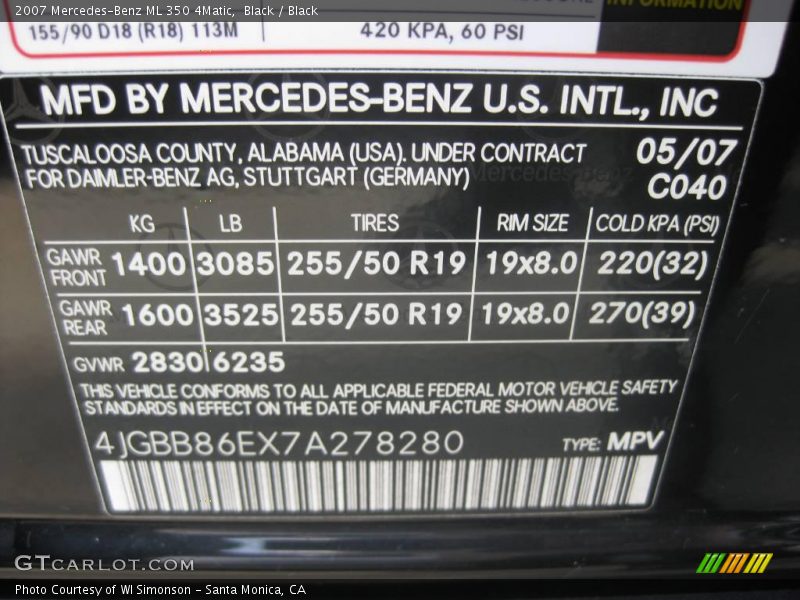 2007 Mercedes-Benz ML 350 4Matic, Black / Black
INFORMATION
155/90 D18 (R18) 113M 420 KPA, 60 PSI
MFD BY MERCEDES-BENZ U.S. INTL., INC
TUSCALOOSA COUNTY, ALABAMA (USA). UNDER CONTRACT 05/07
FOR DAIMLER-BENZ AG, STUTTGART (GERMANY) C040
KG LB TIRES RIM SIZE COLD KPA (PSI)
GAWR FRONT 1400 3085 255/50 R19 19x8.0 220(32)
GAWR REAR 1600 3525 255/50 R19 19x8.0 270(39)
GVWR 2830 6235
THIS VEHICLE CONFORMS TO ALL APPLICABLE FEDERAL MOTOR VEHICLE SAFETY
STANDARDS IN EFFECT ON THE DATE OF MANUFACTURE SHOWN ABOVE.
4JGBB86EX7A278280 TYPE: MPV
GTCARLOT.COM
Photo Courtesy of WI Simonson - Santa Monica, CA